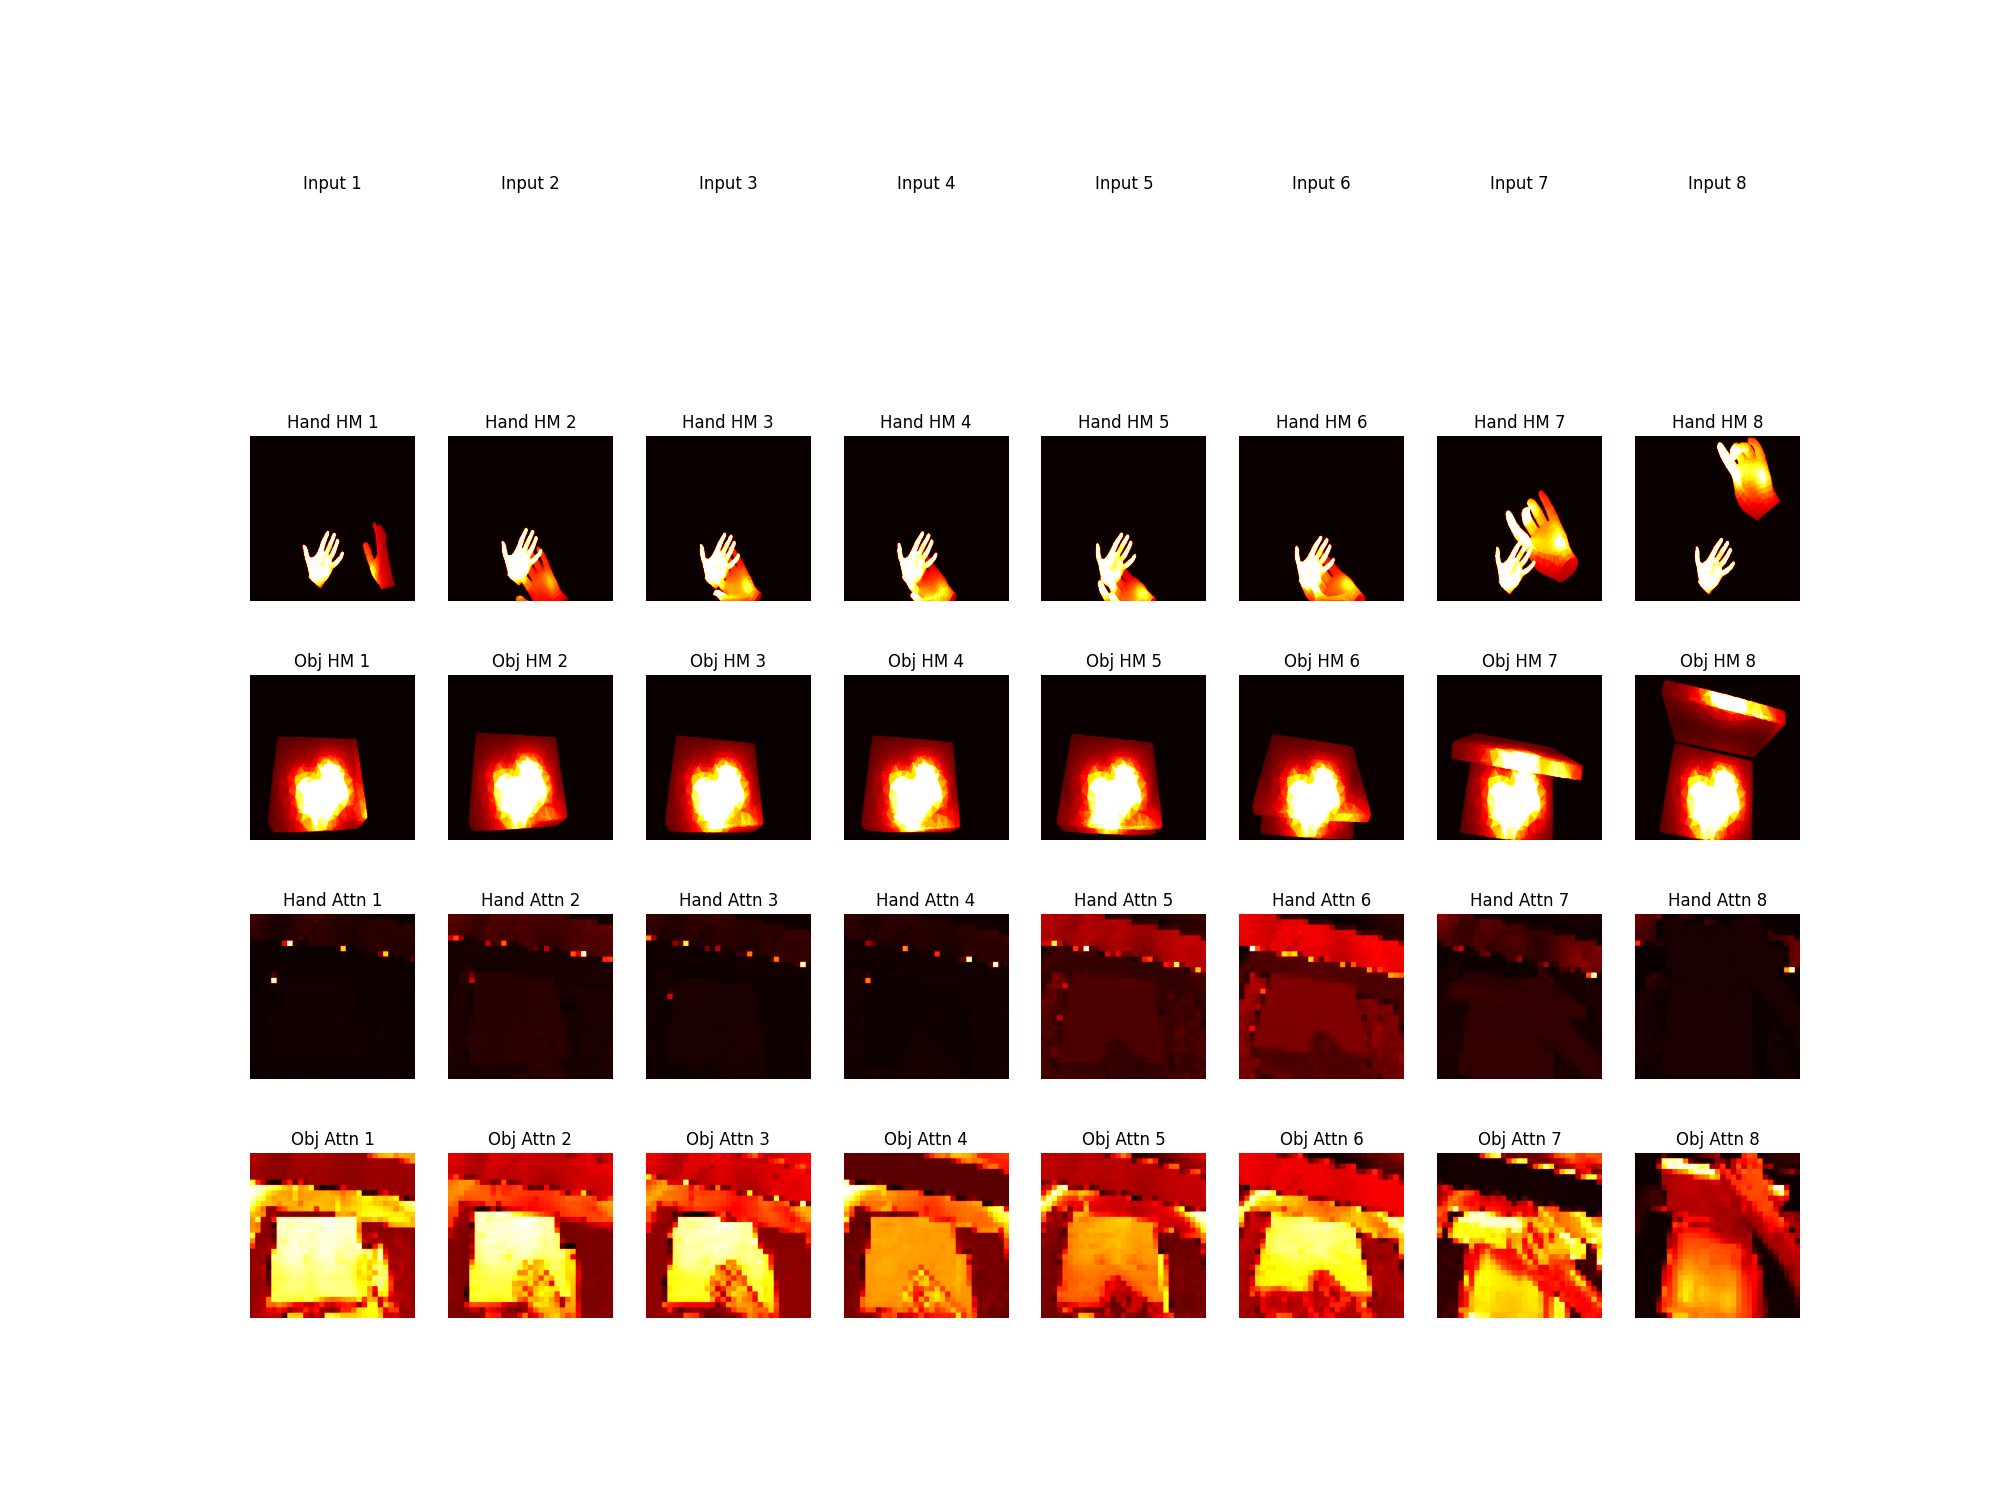 Input 1 Input 2 Input 3 Input 4 Input 5 Input 6 Input 7 Input 8
Hand HM 1 Hand HM 2 Hand HM 3 Hand HM 4 Hand HM 5 Hand HM 6 Hand HM 7 Hand HM 8
Obj HM 1 Obj HM 2 Obj HM 3 Obj HM 4 Obj HM 5 Obj HM 6 Obj HM 7 Obj HM 8
Hand Attn 1 Hand Attn 2 Hand Attn 3 Hand Attn 4 Hand Attn 5 Hand Attn 6 Hand Attn 7 Hand Attn 8
Obj Attn 1 Obj Attn 2 Obj Attn 3 Obj Attn 4 Obj Attn 5 Obj Attn 6 Obj Attn 7 Obj Attn 8